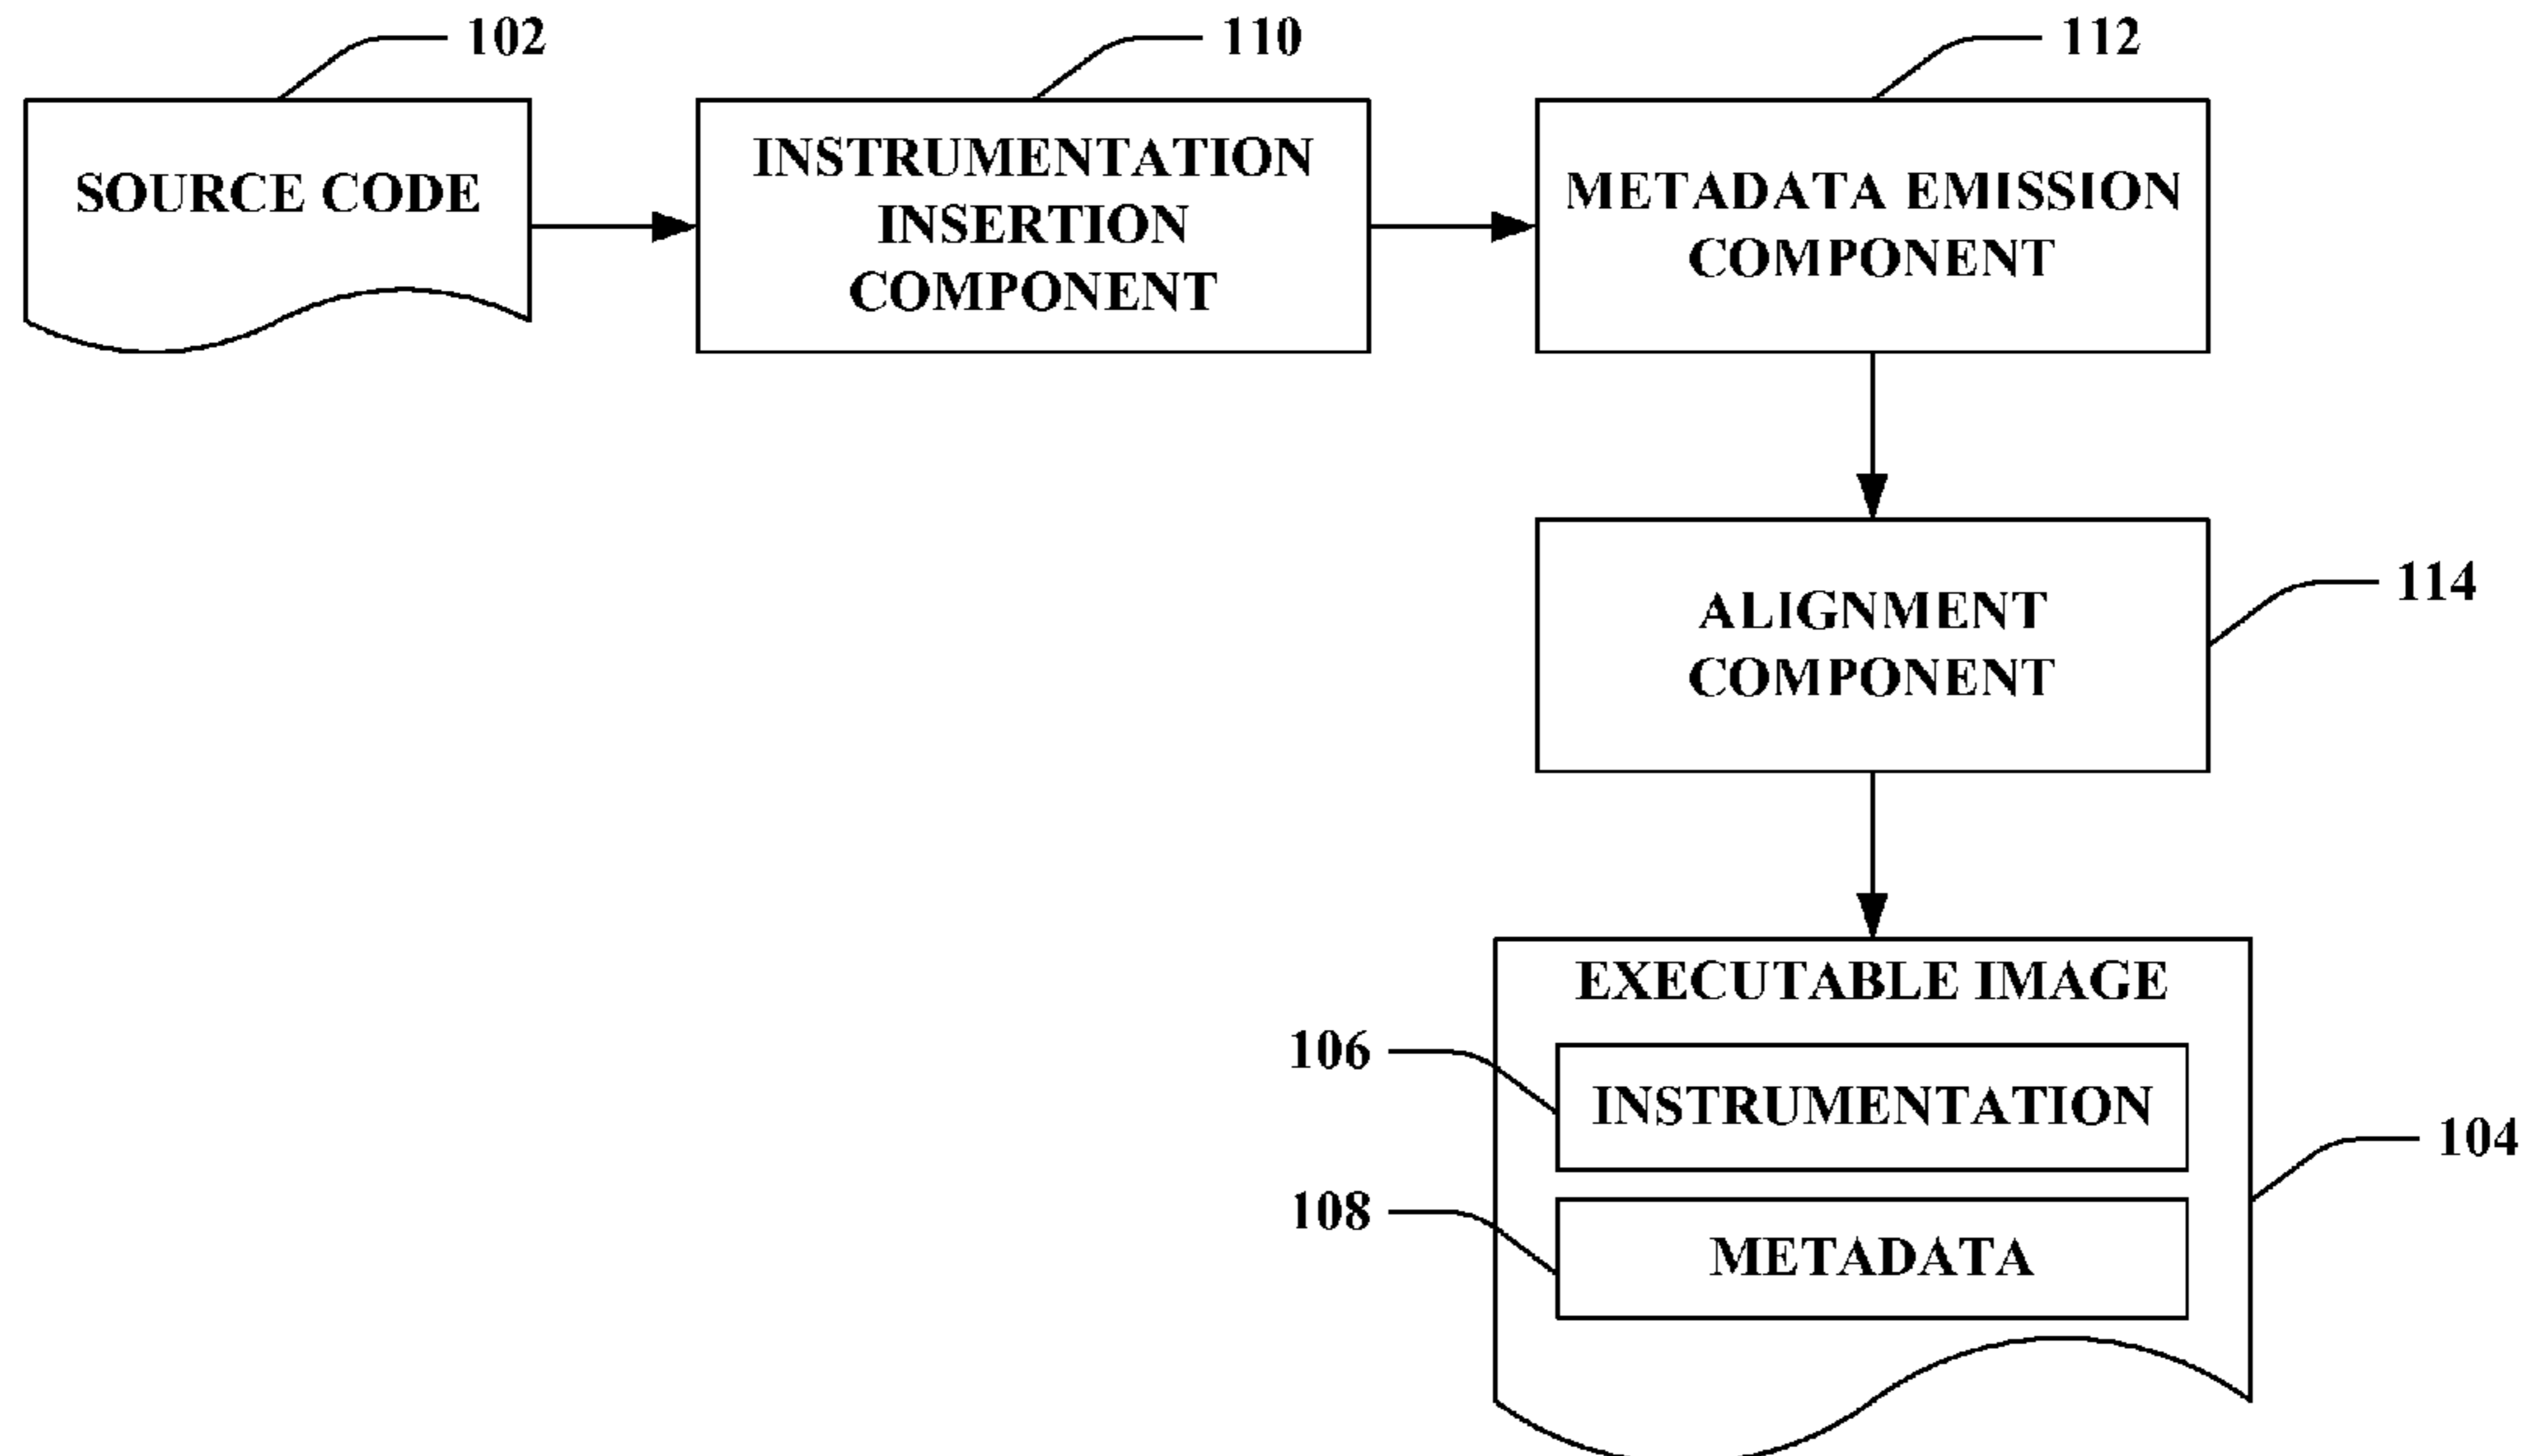 102
110
112
SOURCE CODE
INSTRUMENTATION
INSERTION
COMPONENT
METADATA EMISSION
COMPONENT
ALIGNMENT
COMPONENT
114
EXECUTABLE IMAGE
106
INSTRUMENTATION
104
108
METADATA